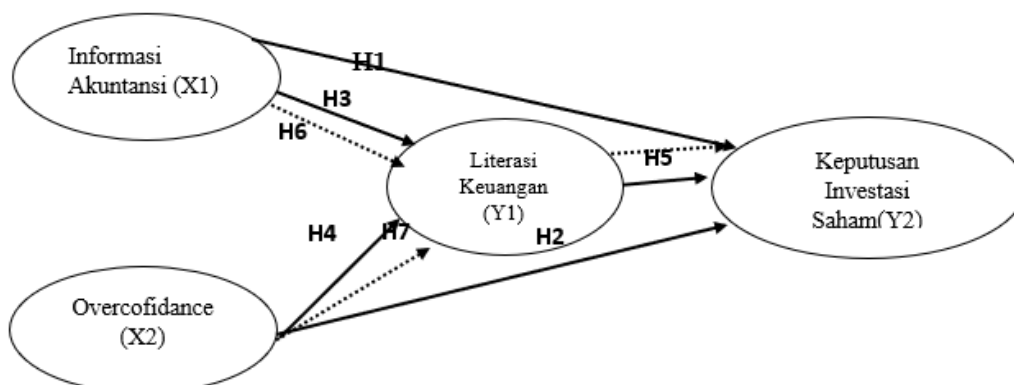 Informasi
Akuntansi (X1)
H1
H3
H6
Literasi
Keuangan
(Y1)
H5
Keputusan
Investasi
Saham(Y2)
H4
H7
H2
Overcofidance
(X2)